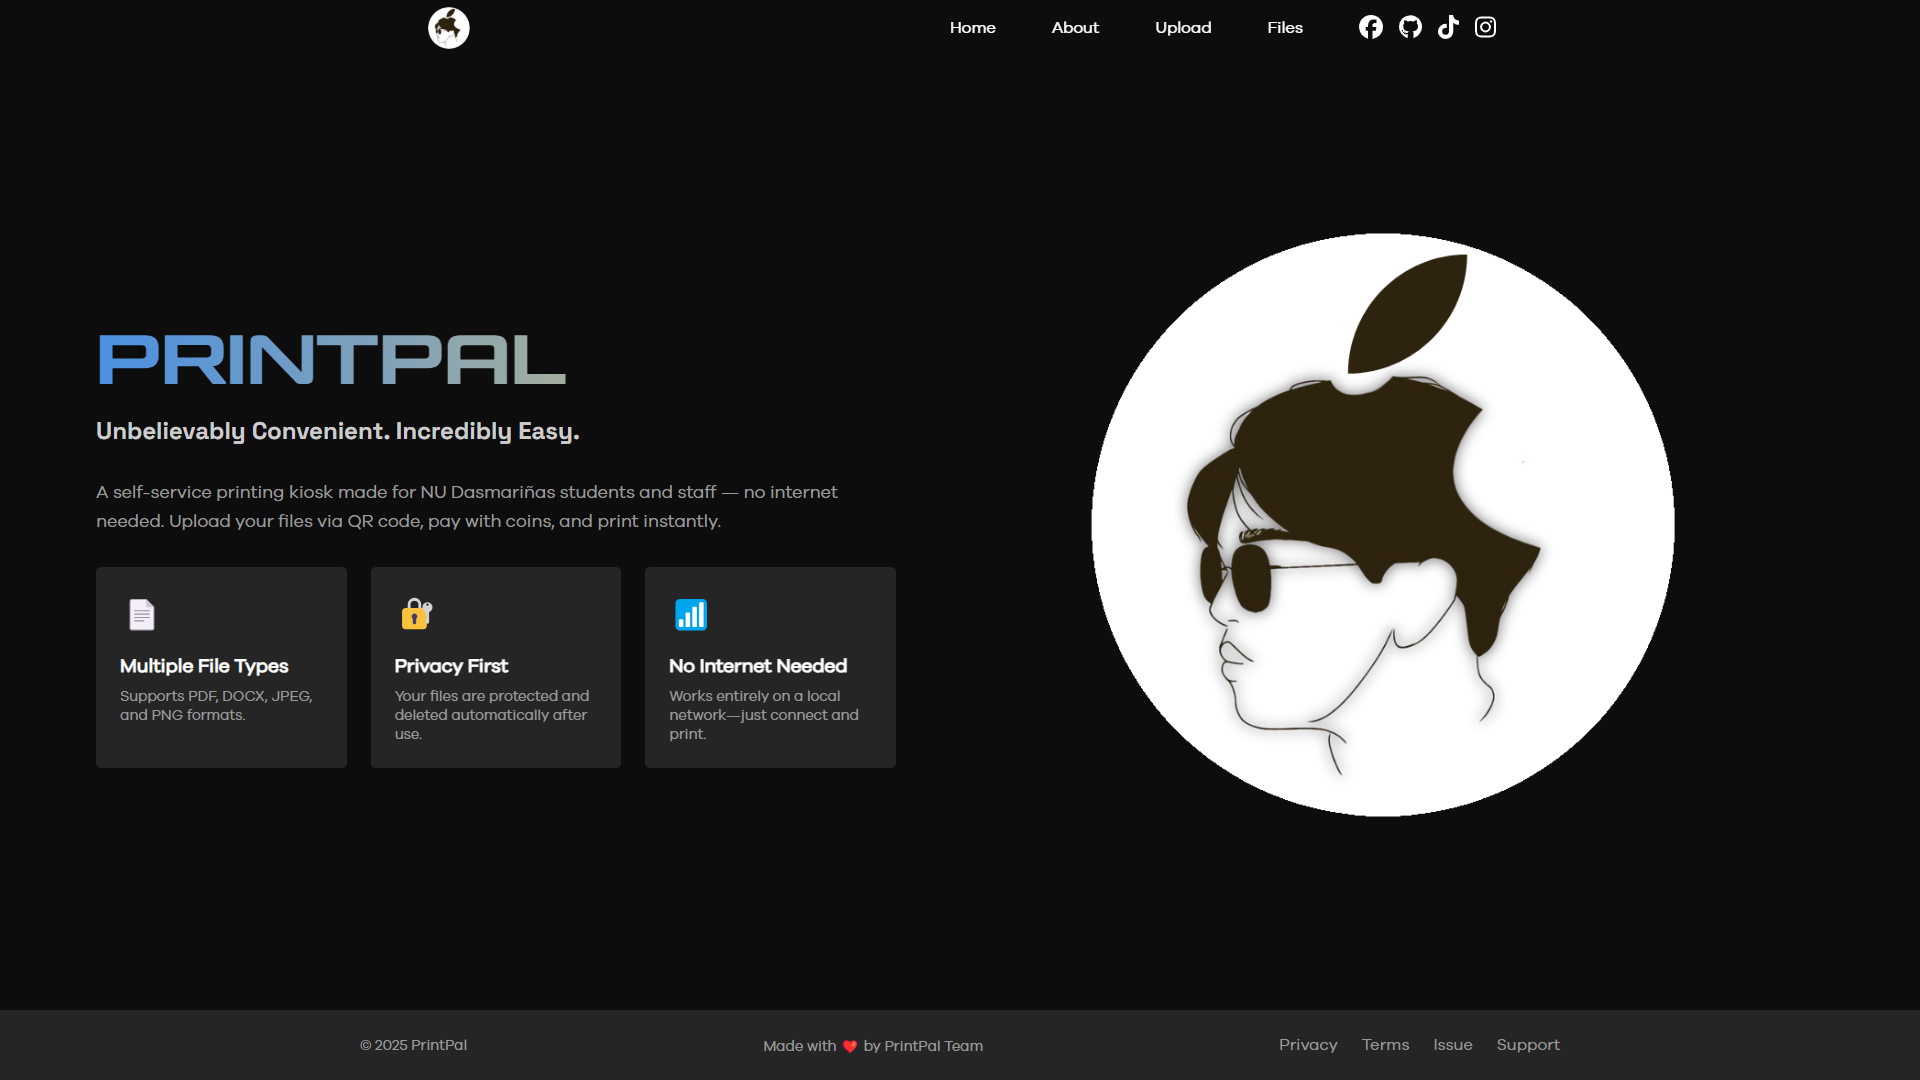 Home About Upload Files
PRINTPAL
Unbelievably Convenient. Incredibly Easy.
A self-service printing kiosk made for NU Dasmariñas students and staff — no internet
needed. Upload your files via QR code, pay with coins, and print instantly.
Multiple File Types
Supports PDF, DOCX, JPEG,
and PNG formats.
Privacy First
Your files are protected and
deleted automatically after
use.
No Internet Needed
Works entirely on a local
network—just connect and
print.
© 2025 PrintPal
Made with ❤️ by PrintPal Team
Privacy Terms Issue Support